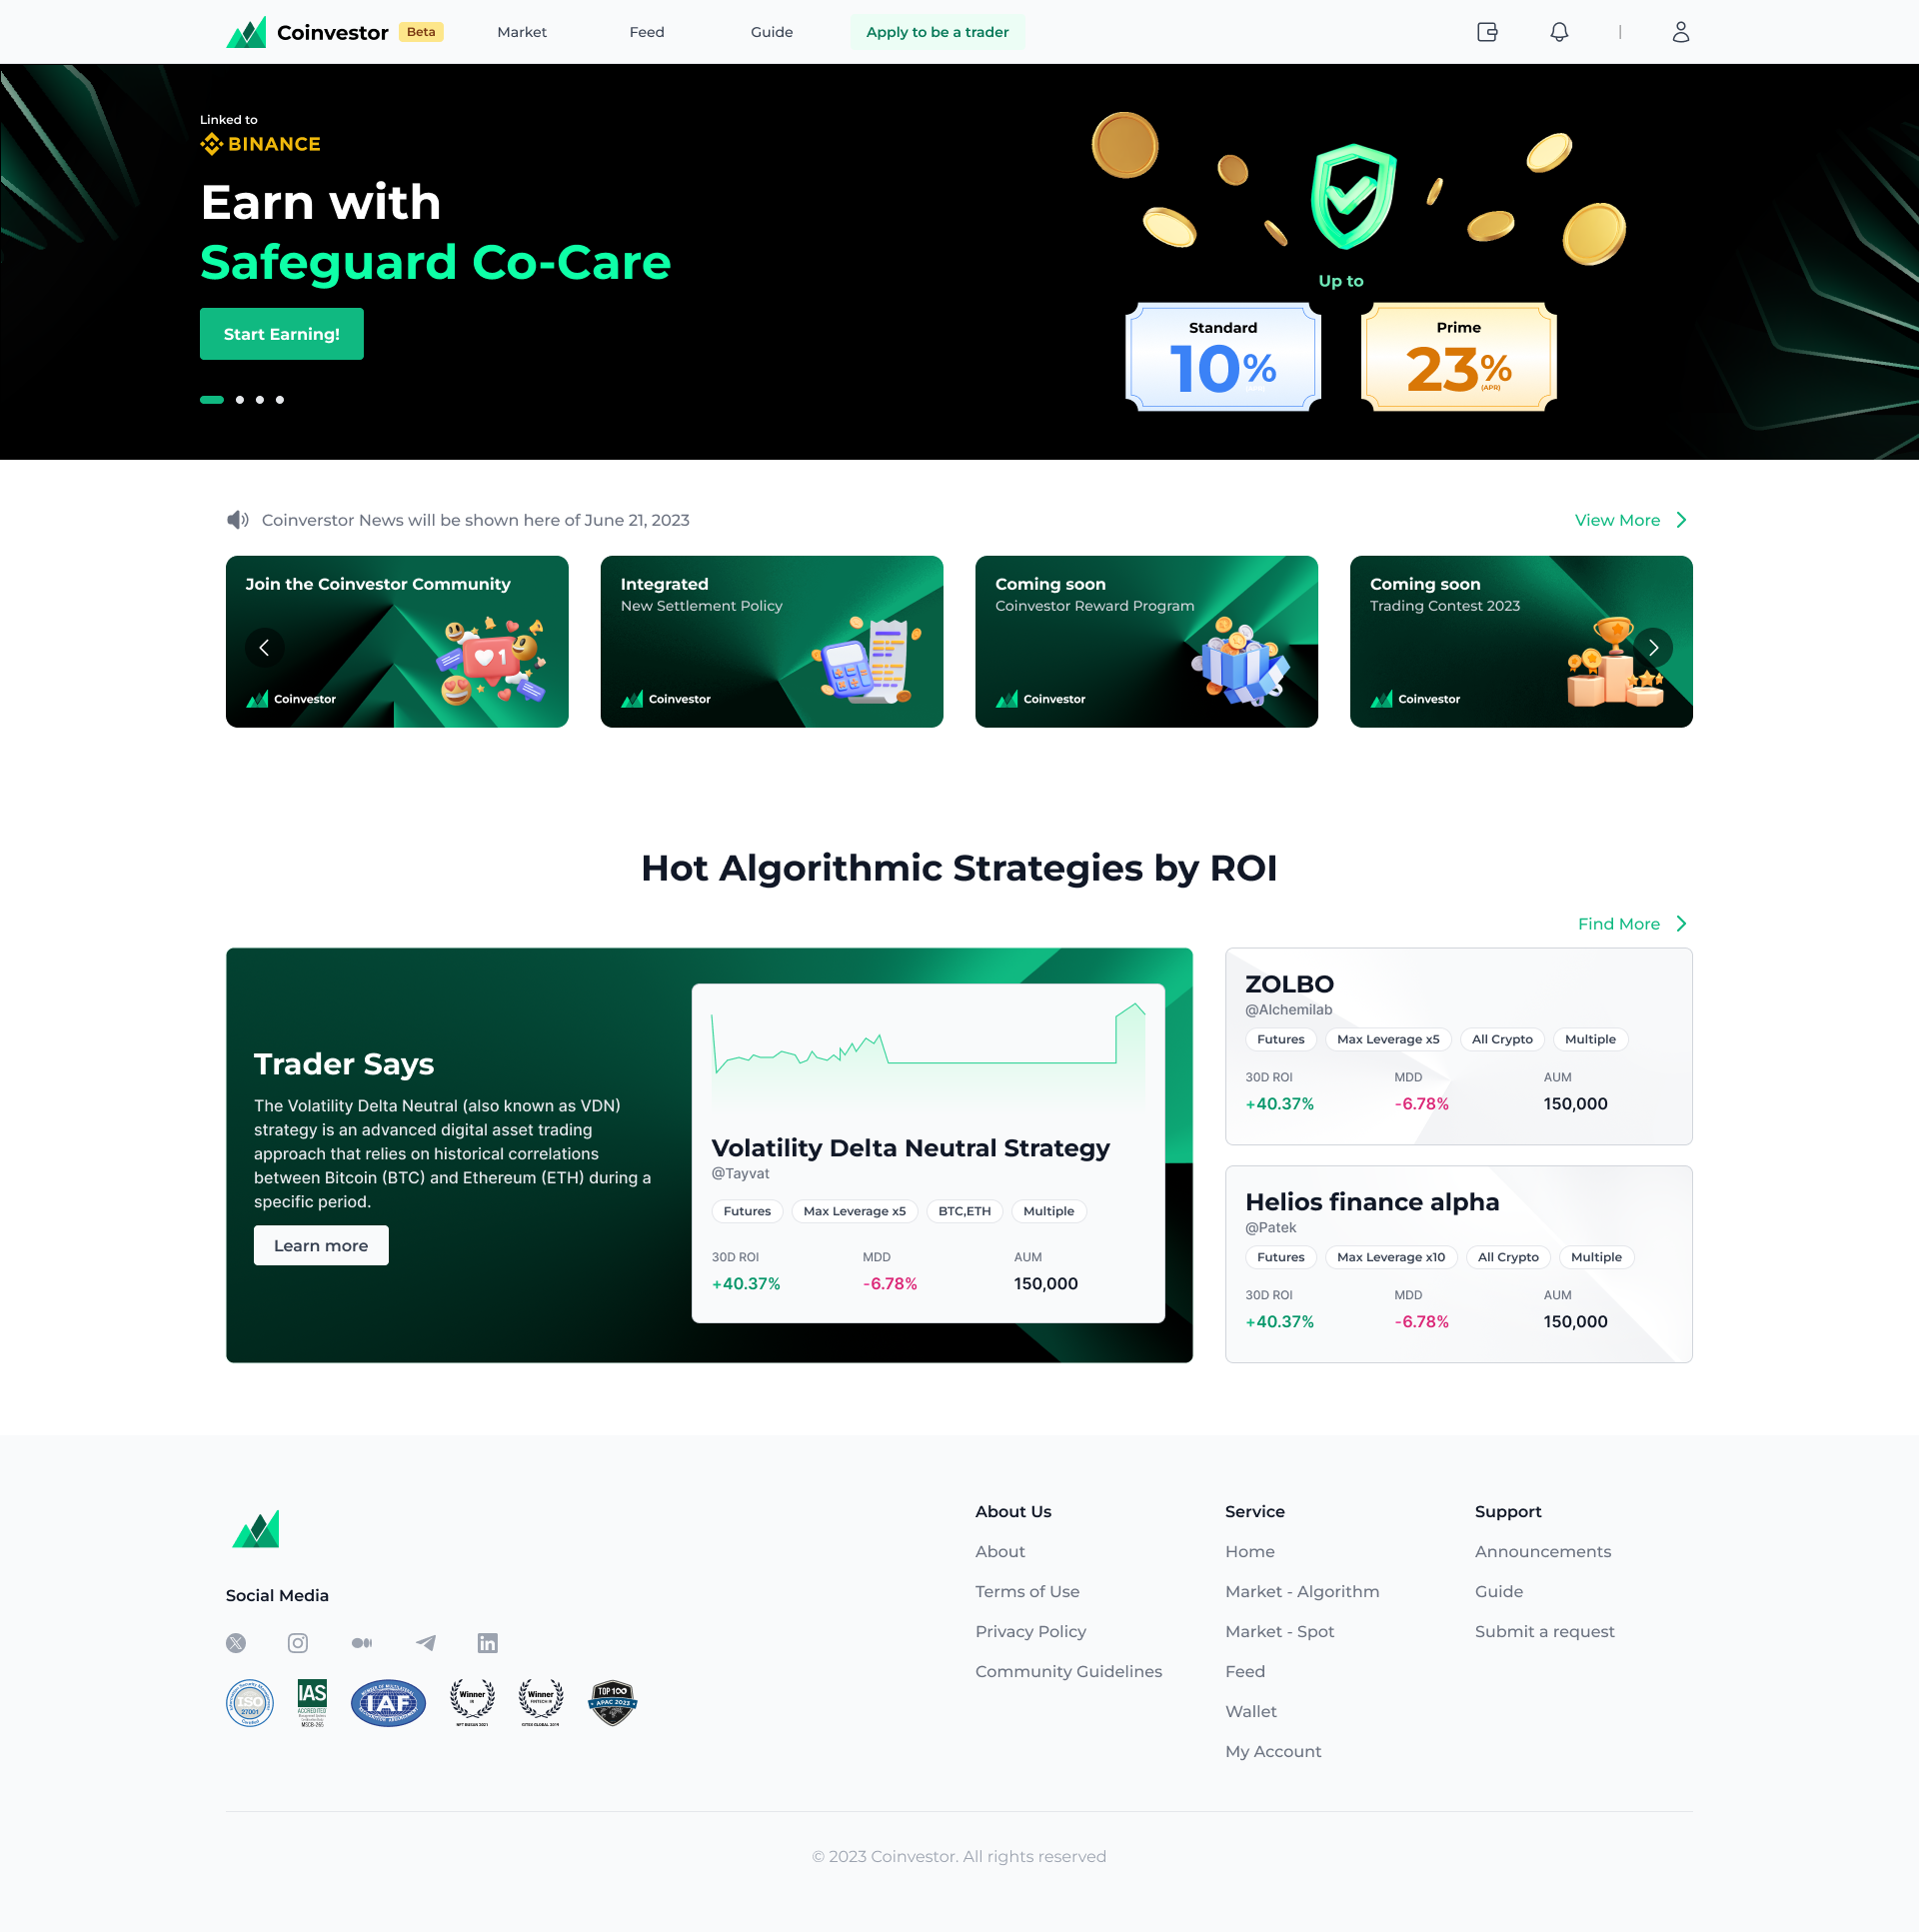 Coinvestor Beta Market Feed Guide Apply to be a trader
Linked to
BINANCE
Earn with
Safeguard Co-Care
Start Earning!
Up to
Standard
10%
Prime
23%
(APR)
Coinverstor News will be shown here of June 21, 2023
View More
Join the Coinvestor Community
1
Coinvestor
Integrated
New Settlement Policy
Coinvestor
Coming soon
Coinvestor Reward Program
Coinvestor
Coming soon
Trading Contest 2023
Coinvestor
Hot Algorithmic Strategies by ROI
Find More
Trader Says
The Volatility Delta Neutral (also known as VDN)
strategy is an advanced digital asset trading
approach that relies on historical correlations
between Bitcoin (BTC) and Ethereum (ETH) during a
specific period.
Learn more
Volatility Delta Neutral Strategy
@Tayvat
Futures Max Leverage x5 BTC,ETH Multiple
30D ROI MDD AUM
+40.37% -6.78% 150,000
ZOLBO
@Alchemilab
Futures Max Leverage x5 All Crypto Multiple
30D ROI MDD AUM
+40.37% -6.78% 150,000
Helios finance alpha
@Patek
Futures Max Leverage x10 All Crypto Multiple
30D ROI MDD AUM
+40.37% -6.78% 150,000
Social Media
ISO
27001
IAS
ACCREDITED
MSCB-265
IAF
Winner
Winner
TOP 100
APAC 2023
About Us
About
Terms of Use
Privacy Policy
Community Guidelines
Service
Home
Market - Algorithm
Market - Spot
Feed
Wallet
My Account
Support
Announcements
Guide
Submit a request
© 2023 Coinvestor. All rights reserved